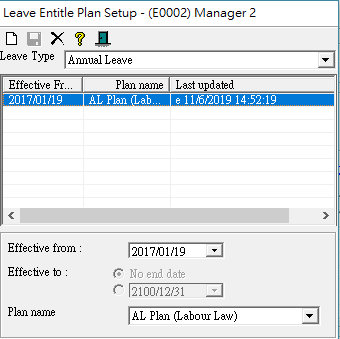 Leave Entitle Plan Setup - (E0002) Manager 2
Leave Type Annual Leave
Effective Fr... Plan name Last updated
2017/01/19 AL Plan (Lab... e 11/6/2019 14:52:19
Effective from : 2017/01/19
Effective to : No end date
2100/12/31
Plan name AL Plan (Labour Law)